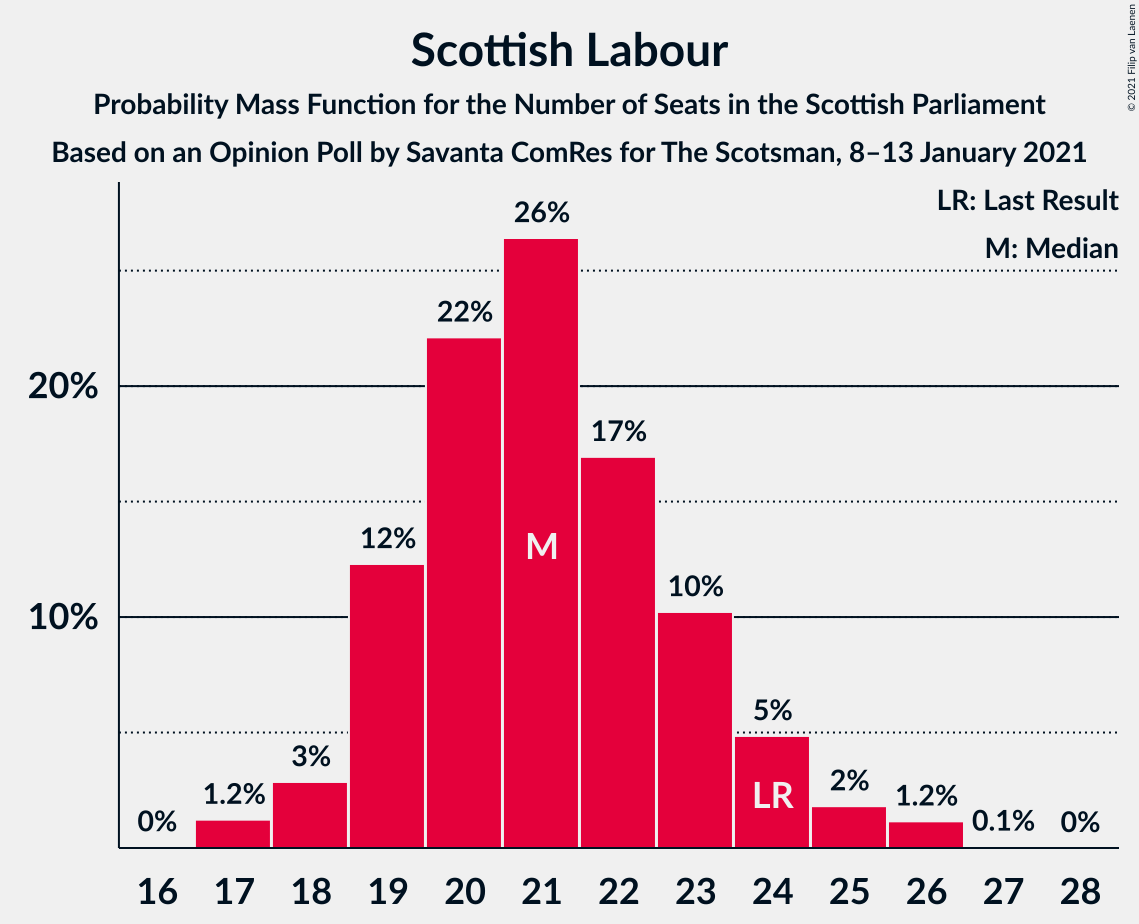 Scottish Labour
Probability Mass Function for the Number of Seats in the Scottish Parliament
Based on an Opinion Poll by Savanta ComRes for The Scotsman, 8–13 January 2021
© 2021 Filip van Laenen
LR: Last Result
M: Median
26%
22%
20%
17%
12%
M
10%
10%
5%
3%
2%
LR
1.2%
1.2%
0%
0.1%
0%
16 17 18 19 20 21 22 23 24 25 26 27 28